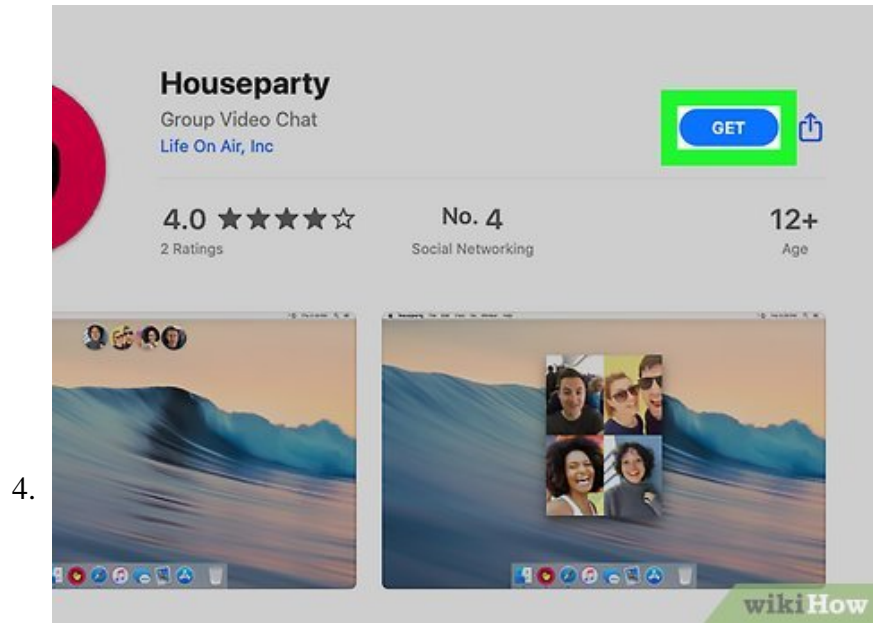 Houseparty
Group Video Chat
Life On Air, Inc
GET
4.0
No. 4
12+
2 Ratings
Social Networking
Age
4.
wikiHow